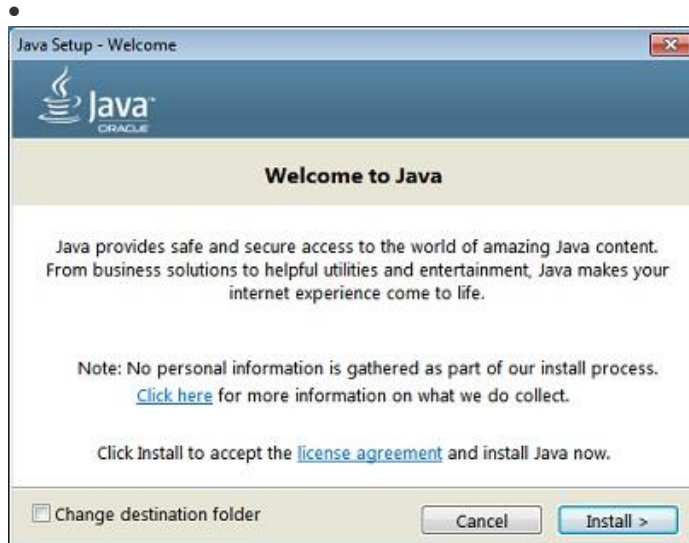 Java Setup - Welcome
Java™
ORACLE
Welcome to Java
Java provides safe and secure access to the world of amazing Java content.
From business solutions to helpful utilities and entertainment, Java makes your
internet experience come to life.
Note: No personal information is gathered as part of our install process.
Click here for more information on what we do collect.
Click Install to accept the license agreement and install Java now.
Change destination folder
Cancel
Install >